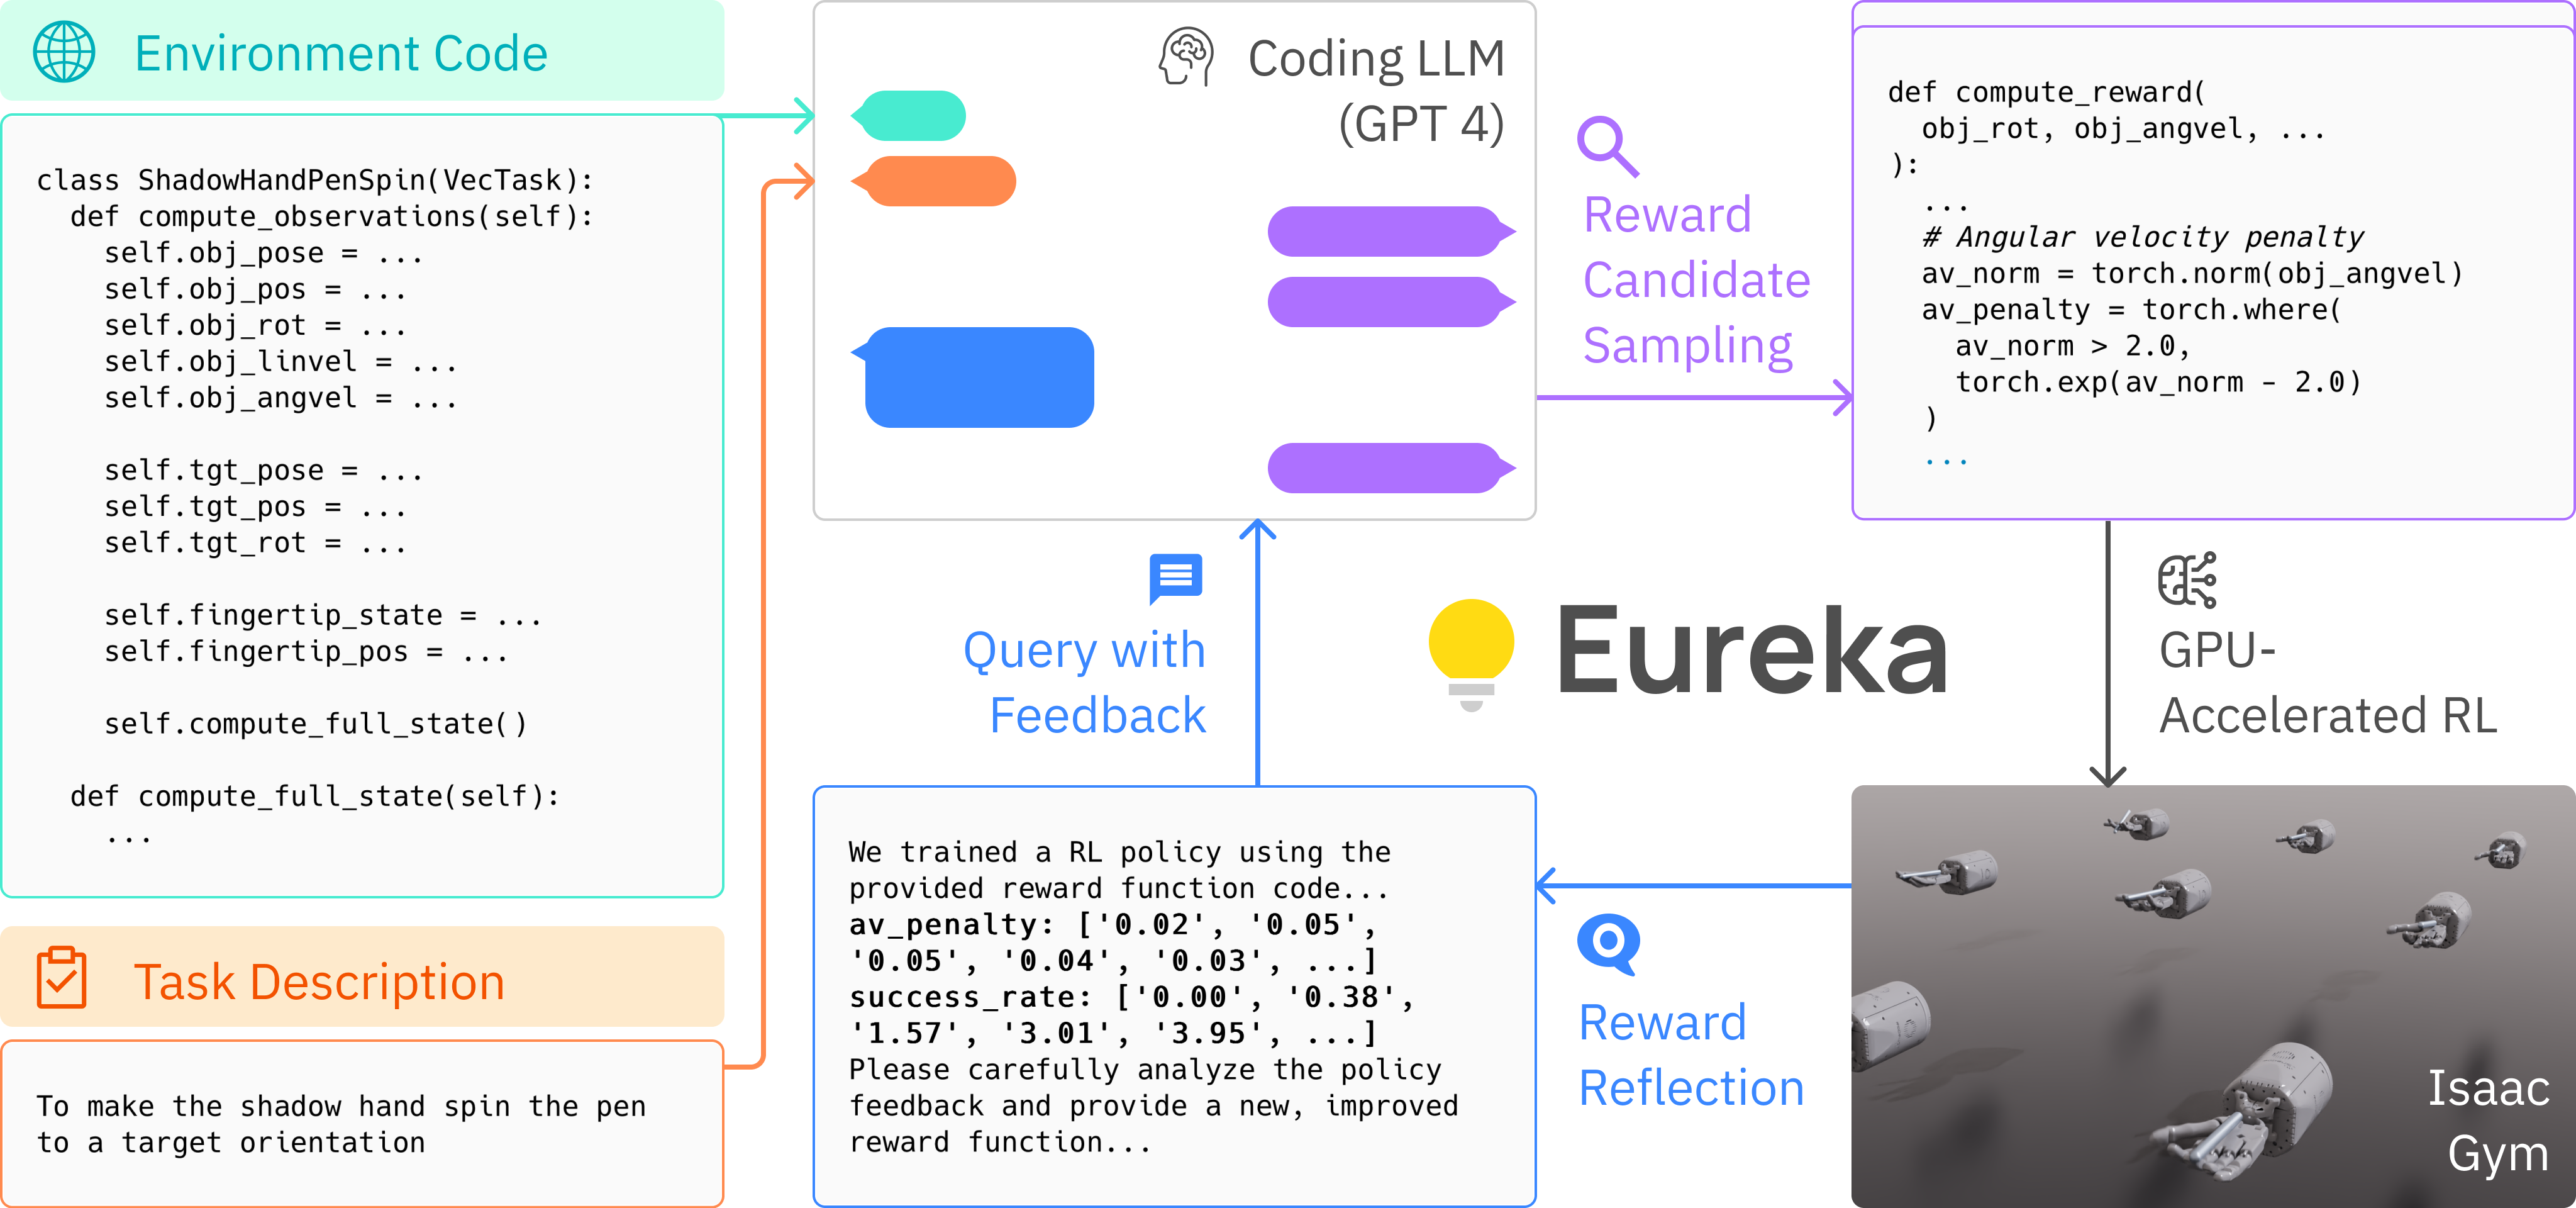 Environment Code
class ShadowHandPenSpin(VecTask):
def compute_observations(self):
self.obj_pose = ...
self.obj_pos = ...
self.obj_rot = ...
self.obj_linvel = ...
self.obj_angvel = ...
self.tgt_pose = ...
self.tgt_pos = ...
self.tgt_rot = ...
self.fingertip_state = ...
self.fingertip_pos = ...
self.compute_full_state()
def compute_full_state(self):
...
Task Description
To make the shadow hand spin the pen
to a target orientation
Coding LLM
(GPT 4)
Reward
Candidate
Sampling
def compute_reward(
obj_rot, obj_angvel, ...
):
...
# Angular velocity penalty
av_norm = torch.norm(obj_angvel)
av_penalty = torch.where(
av_norm > 2.0,
torch.exp(av_norm - 2.0)
)
...
Query with
Feedback
Eureka
GPU-
Accelerated RL
We trained a RL policy using the
provided reward function code...
av_penalty: ['0.02', '0.05',
'0.05', '0.04', '0.03', ...]
success_rate: ['0.00', '0.38',
'1.57', '3.01', '3.95', ...]
Please carefully analyze the policy
feedback and provide a new, improved
reward function...
Reward
Reflection
Isaac
Gym